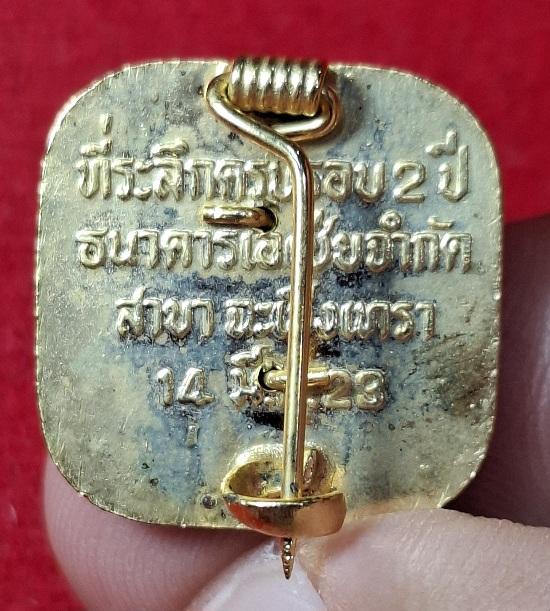 ที่ระลึกครบรอบ 2 ปี
ธนาคารเอเชียจำกัด
สาขา ฉะเชิงเทรา
14 มี.ค. 23